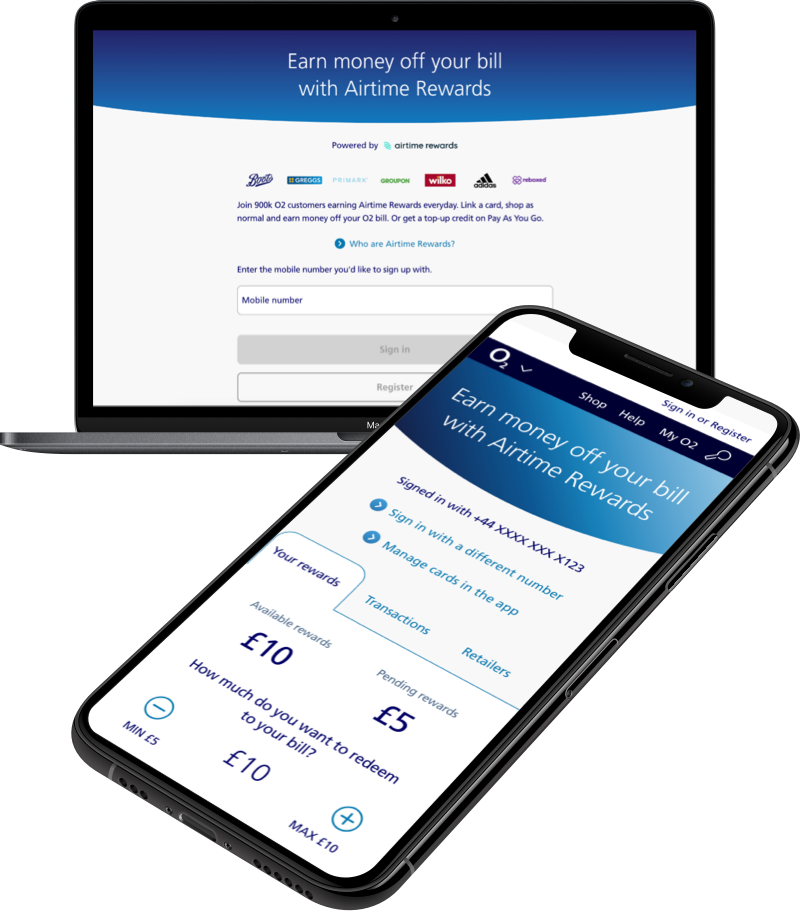 Earn money off your bill
with Airtime Rewards
Powered by airtime rewards
Boots GREGGS PRIMARK GROUPON wilko adidas reboxed
Join 900k O2 customers earning Airtime Rewards everyday. Link a card, shop as
normal and earn money off your O2 bill. Or get a top-up credit on Pay As You Go.
Who are Airtime Rewards?
Enter the mobile number you'd like to sign up with.
Mobile number
Sign in
Register
Ma
Sign in or Register
O2
Shop Help My O2
Earn money off your bill
with Airtime Rewards
Signed in with +44 XXXX XXX X123
Sign in with a different number
Manage cards in the app
Your rewards
Transactions
Retailers
Available rewards
£10
Pending rewards
£5
How much do you want to redeem
to your bill?
MIN £5
£10
MAX £10